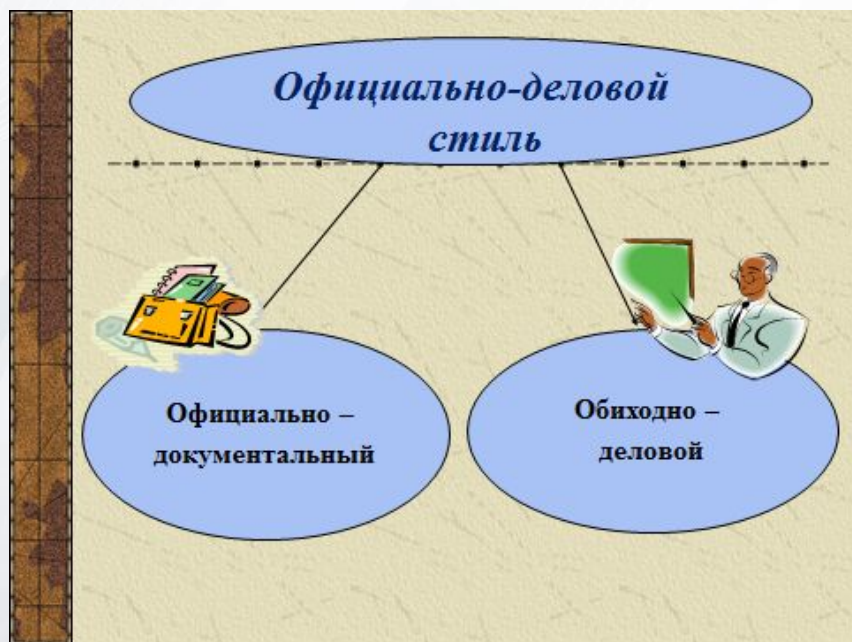 Официально-деловой
стиль
Официально –
документальный
Обиходно –
деловой